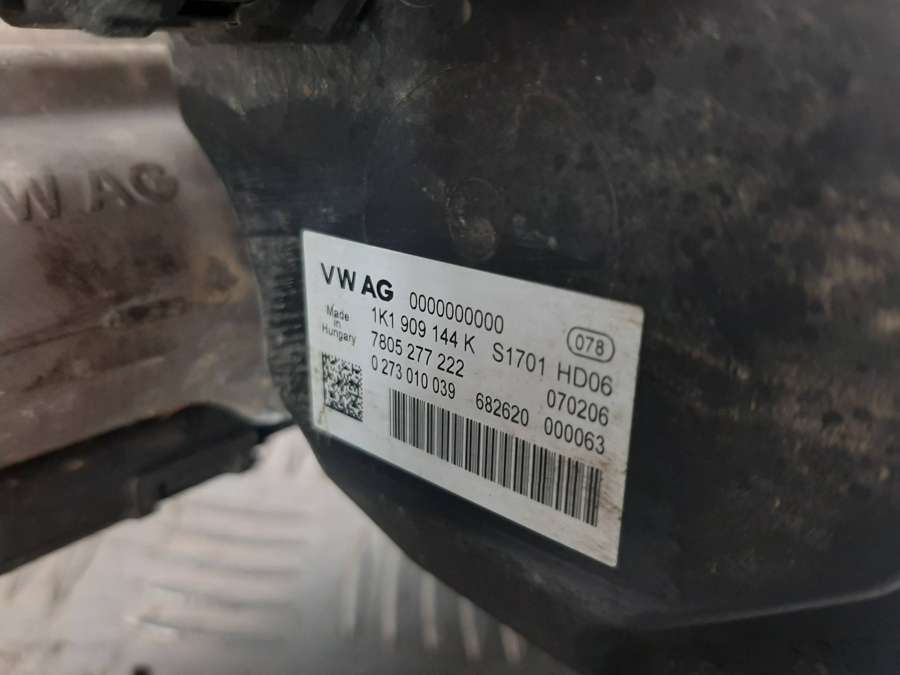 VW AG
VW AG 0000000000 078
Made in Hungary
1K1 909 144 K S1701 HD06
7805 277 222 070206
0 273 010 039 682620 000063